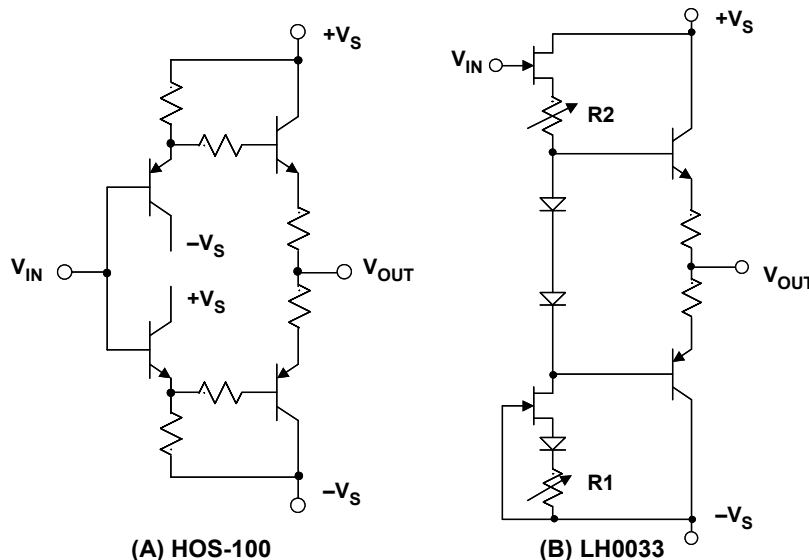 +VS
–VS
VIN
+VS
VOUT
–VS
(A) HOS-100
+VS
VIN
R2
VOUT
R1
–VS
(B) LH0033